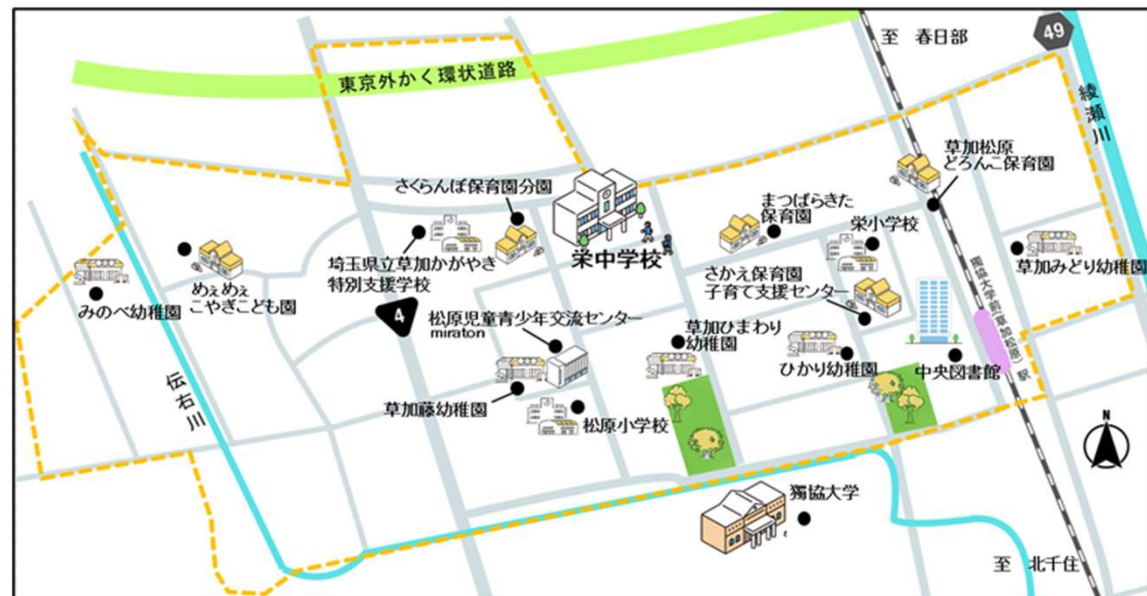 至　春日部
49
東京外かく環状道路
綾瀬川
草加松原
どろんこ保育園
さくらんぼ保育園分園
まつばらきた
保育園
栄小学校
栄中学校
埼玉県立草加かがやき
特別支援学校
草加みどり幼稚園
めぇめぇ
こやぎこども園
みのべ幼稚園
さかえ保育園
子育て支援センター
4
松原児童青少年交流センター
miraton
草加ひまわり
幼稚園
獨協大学前(草加松原)駅
ひかり幼稚園
中央図書館
伝右川
草加藤幼稚園
松原小学校
N
獨協大学
至　北千住